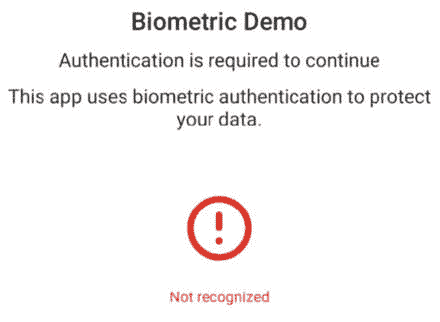 Biometric Demo
Authentication is required to continue
This app uses biometric authentication to protect
your data.
Not recognized